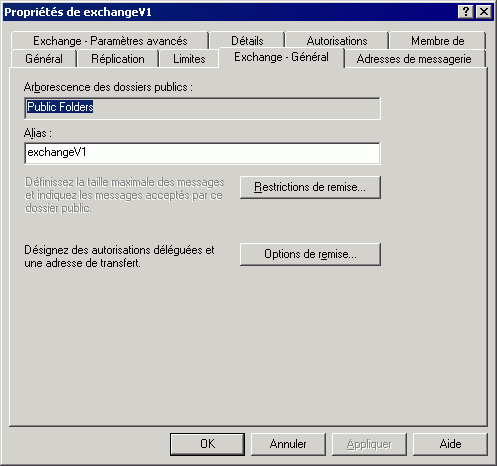 Propriétés de exchangeV1
Exchange - Paramètres avancés
Détails
Autorisations
Membre de
Général
Réplication
Limites
Exchange - Général
Adresses de messagerie
Arborescence des dossiers publics :
Public Folders
Alias :
exchangeV1
Définissez la taille maximale des messages
et indiquez les messages acceptés par ce
dossier public.
Restrictions de remise...
Désignez des autorisations déléguées et
une adresse de transfert.
Options de remise...
OK
Annuler
Appliquer
Aide